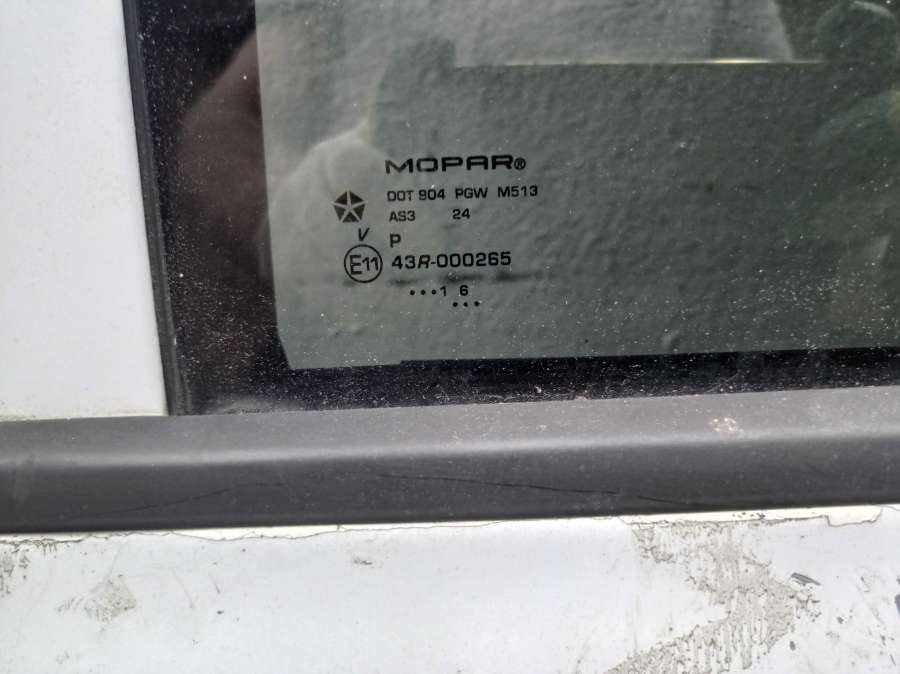 MOPAR®
DOT 904 PGW M513
AS3 24
V P
E11 43R-000265
•••1 6
•••